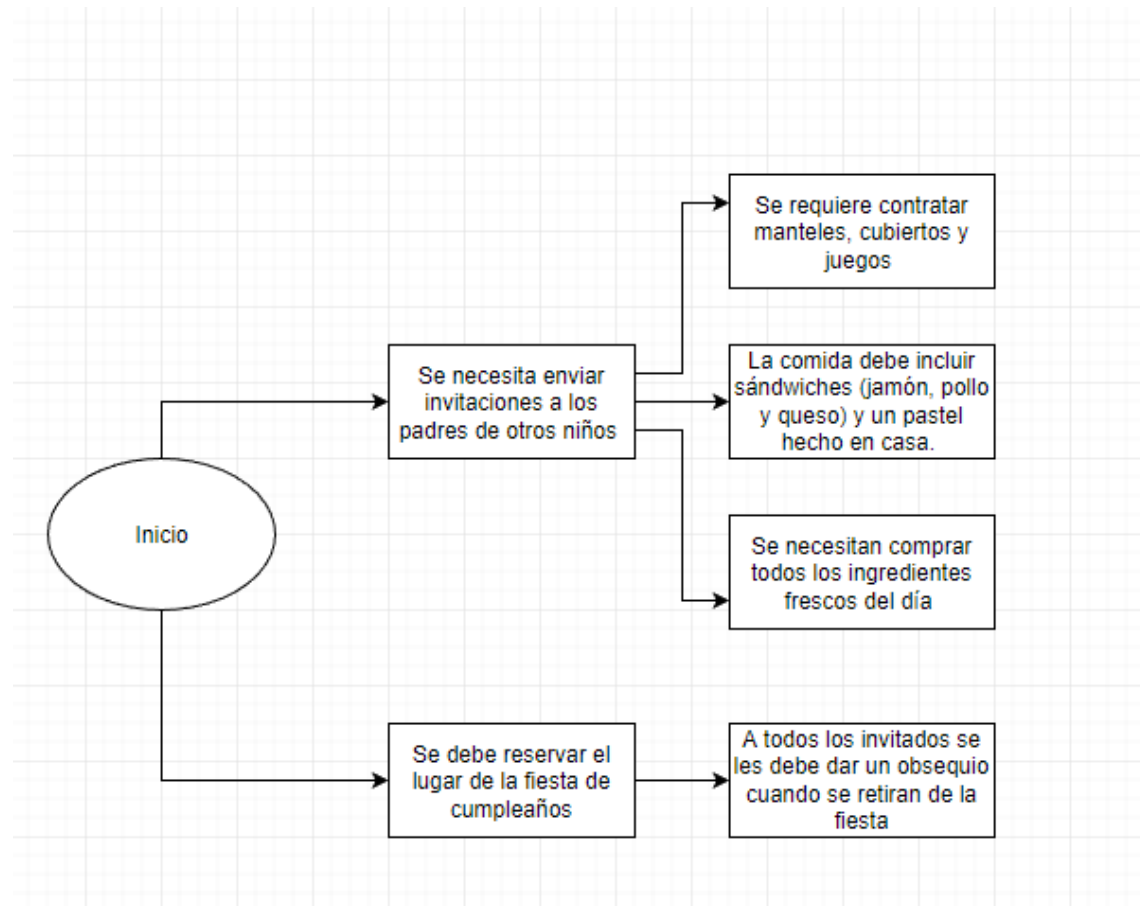 Se requiere contratar
manteles, cubiertos y
juegos
Se necesita enviar
invitaciones a los
padres de otros niños
La comida debe incluir
sándwiches (jamón, pollo
y queso) y un pastel
hecho en casa.
Inicio
Se necesitan comprar
todos los ingredientes
frescos del día
Se debe reservar el
lugar de la fiesta de
cumpleaños
A todos los invitados se
les debe dar un obsequio
cuando se retiran de la
fiesta